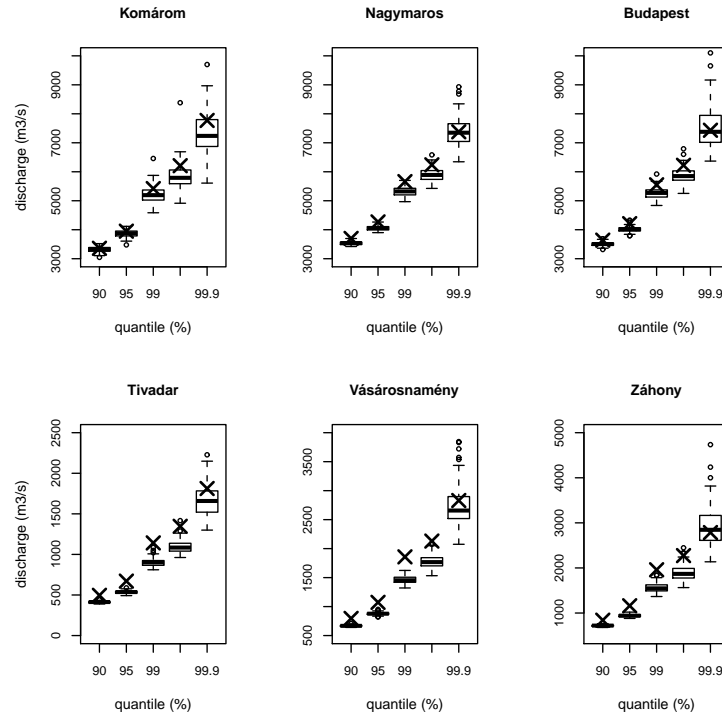 Komárom
Nagymaros
Budapest
discharge (m3/s)
9000
7000
5000
3000
9000
7000
5000
3000
9000
7000
5000
3000
90 95 99 99.9
90 95 99 99.9
90 95 99 99.9
quantile (%)
quantile (%)
quantile (%)
Tivadar
Vásárosnamény
Záhony
discharge (m3/s)
2500
2000
1500
1000
500
0
3500
2500
1500
500
5000
4000
3000
2000
1000
90 95 99 99.9
90 95 99 99.9
90 95 99 99.9
quantile (%)
quantile (%)
quantile (%)